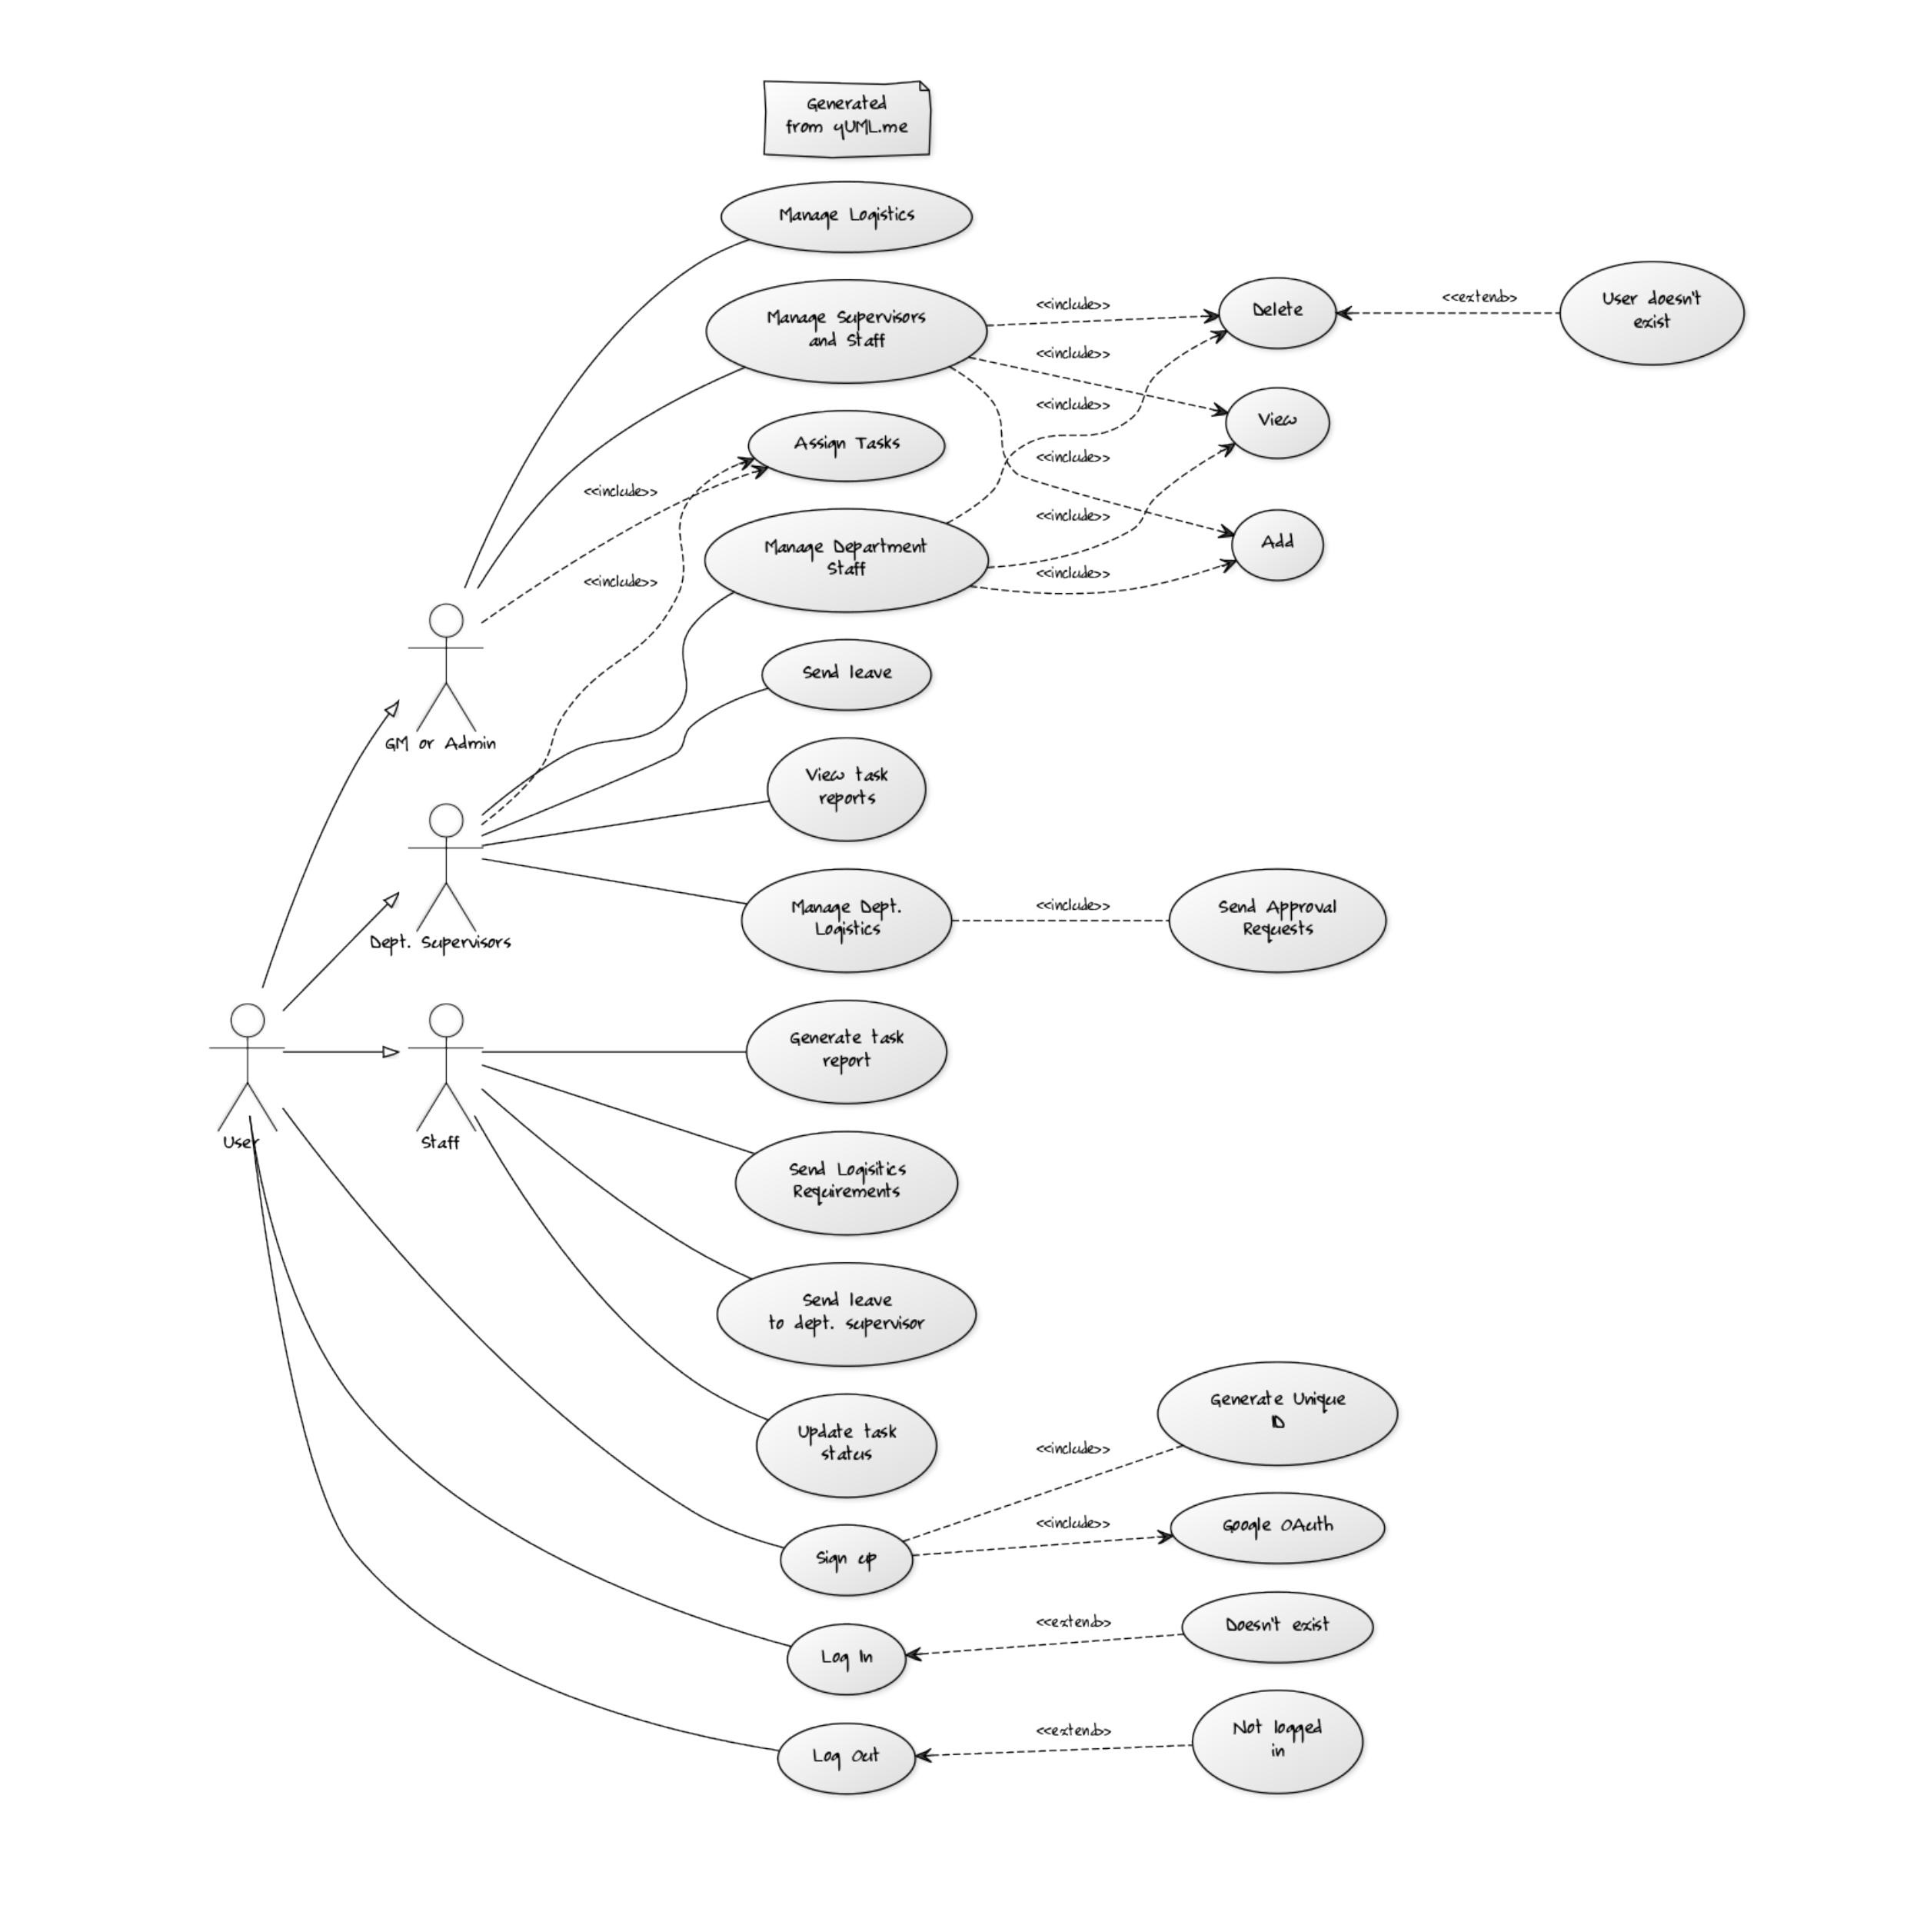 Generated
from yUML.me
Manage Logistics
Manage Supervisors
and Staff
<<include>>
Delete
<<extend>>
User doesn't
exist
<<include>>
View
<<include>>
Assign Tasks
<<include>>
<<include>>
<<include>>
Add
Manage Department
Staff
<<include>>
<<include>>
Send leave
GM or Admin
View task
reports
Dept. Supervisors
Manage Dept.
Logistics
<<include>>
Send Approval
Requests
Generate task
report
User
Staff
Send Logisitics
Requirements
Send leave
to dept. supervisor
Update task
status
<<include>>
Generate Unique
ID
Sign up
<<include>>
Google OAuth
Log In
<<extend>>
Doesn't exist
Log Out
<<extend>>
Not logged
in